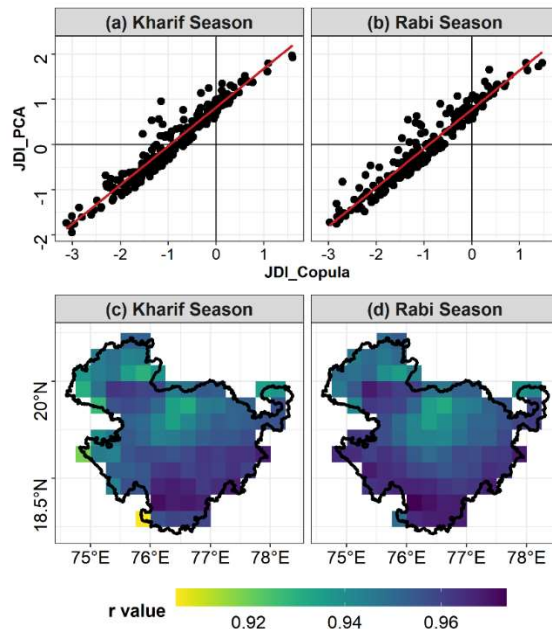 (a) Kharif Season
(b) Rabi Season
JDI_PCA
2
1
0
-1
-2
-3 -2 -1 0 1
-3 -2 -1 0 1
JDI_Copula
(c) Kharif Season
(d) Rabi Season
20°N
18.5°N
75°E 76°E 77°E 78°E
75°E 76°E 77°E 78°E
r value
0.92 0.94 0.96